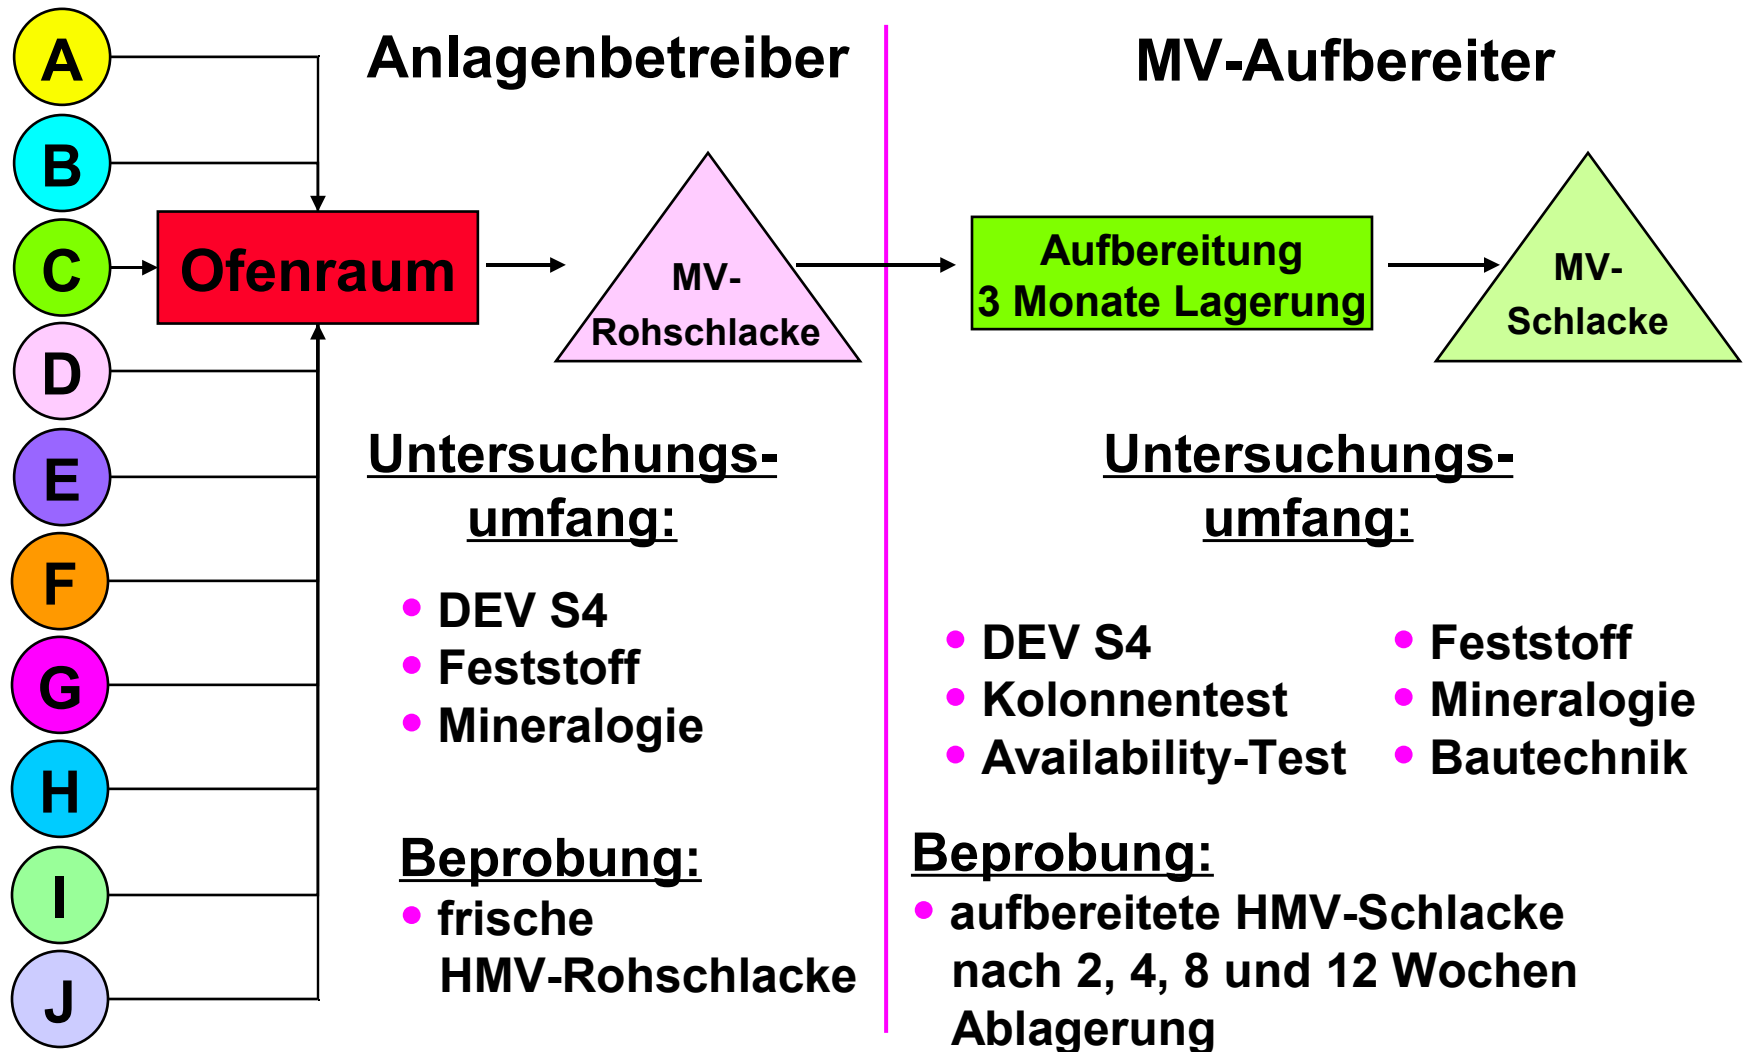 A
B
C
D
E
F
G
H
I
J
Anlagenbetreiber
Ofenraum
MV-
Rohschlacke
Untersuchungs-
umfang:
• DEV S4
• Feststoff
• Mineralogie
Beprobung:
• frische
HMV-Rohschlacke
MV-Aufbereiter
Aufbereitung
3 Monate Lagerung
MV-
Schlacke
Untersuchungs-
umfang:
• DEV S4
• Kolonnentest
• Availability-Test
• Feststoff
• Mineralogie
• Bautechnik
Beprobung:
• aufbereitete HMV-Schlacke
nach 2, 4, 8 und 12 Wochen
Ablagerung